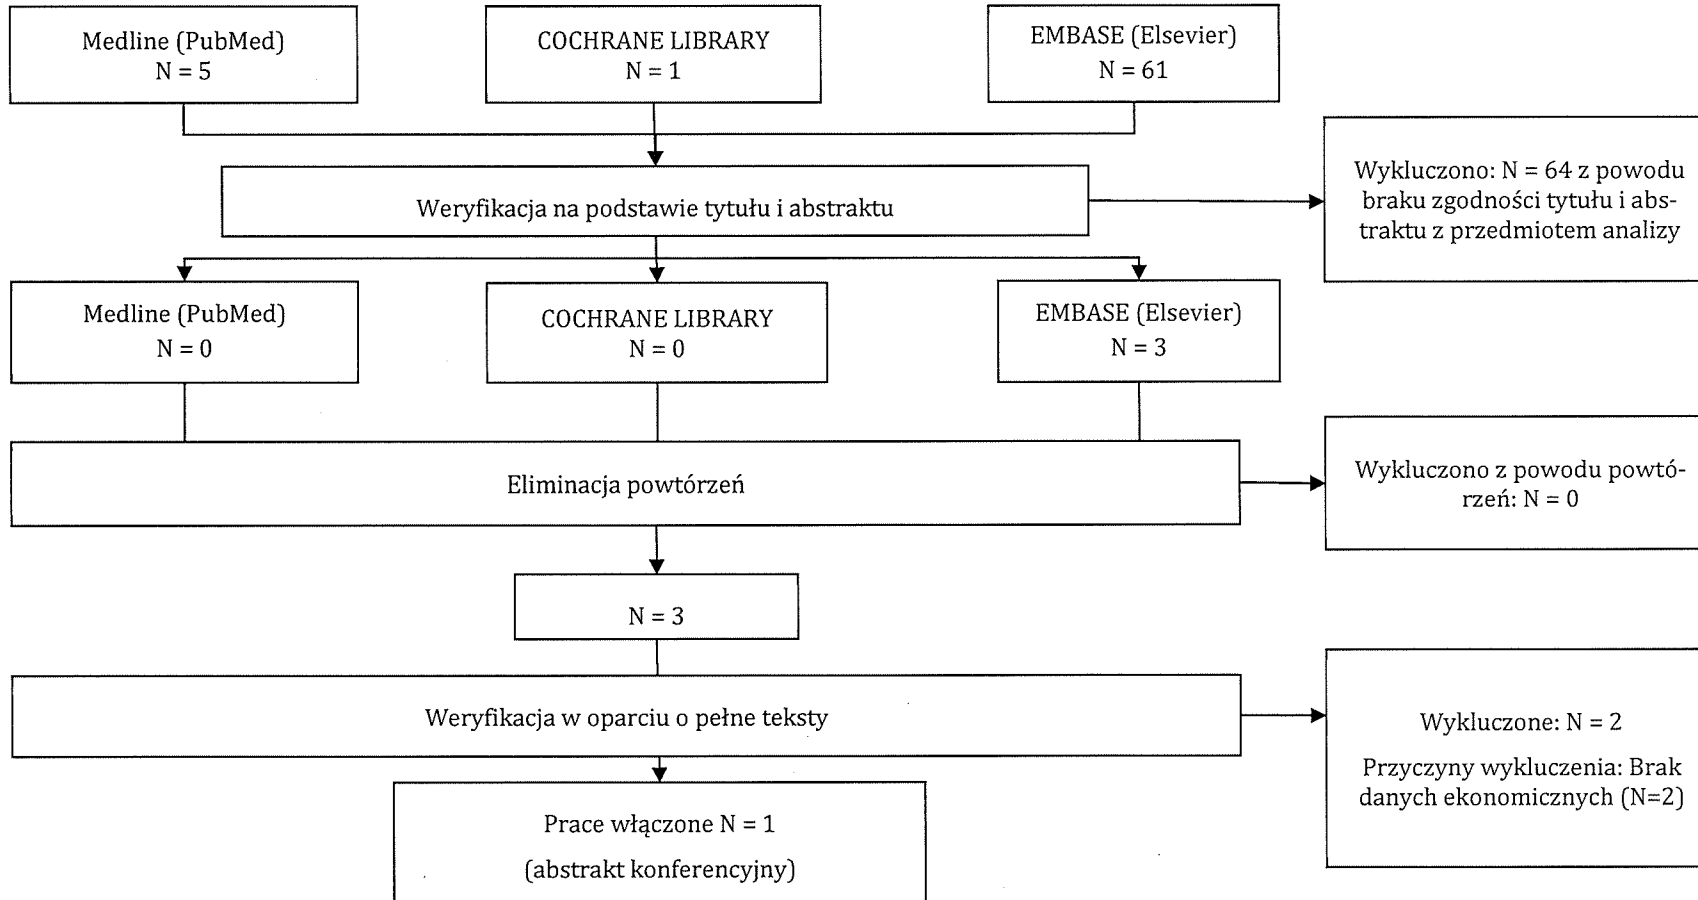 Medline (PubMed)
N = 5
COCHRANE LIBRARY
N = 1
EMBASE (Elsevier)
N = 61
Weryfikacja na podstawie tytułu i abstraktu
Wykluczono: N = 64 z powodu
braku zgodności tytułu i abs-
traktu z przedmiotem analizy
Medline (PubMed)
N = 0
COCHRANE LIBRARY
N = 0
EMBASE (Elsevier)
N = 3
Eliminacja powtórzeń
Wykluczono z powodu powtó-
rzeń: N = 0
N = 3
Weryfikacja w oparciu o pełne teksty
Wykluczone: N = 2
Przyczyny wykluczenia: Brak
danych ekonomicznych (N=2)
Prace włączone N = 1
(abstrakt konferencyjny)